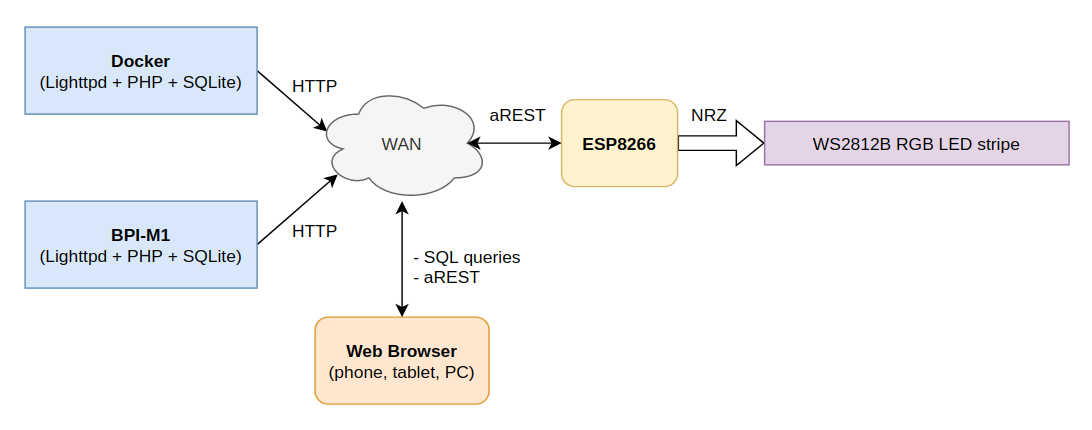 Docker
(Lighttpd + PHP + SQLite)
HTTP
WAN
aREST
ESP8266
NRZ
WS2812B RGB LED stripe
BPI-M1
(Lighttpd + PHP + SQLite)
HTTP
- SQL queries
- aREST
Web Browser
(phone, tablet, PC)